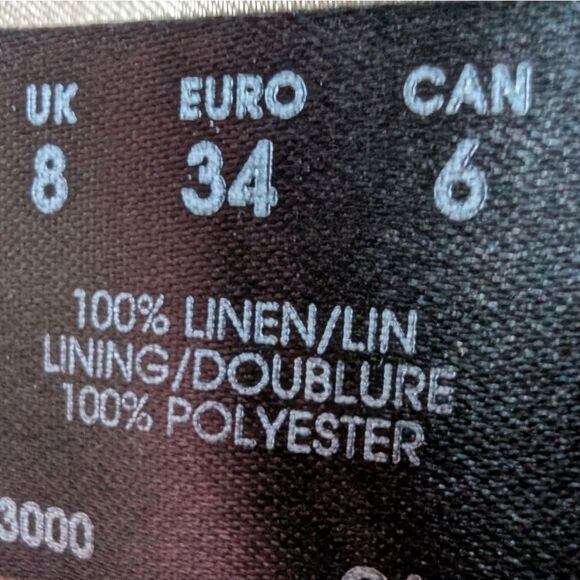 UK EURO CAN
8 34 6
100% LINEN/LIN
LINING/DOUBLURE
100% POLYESTER
3000